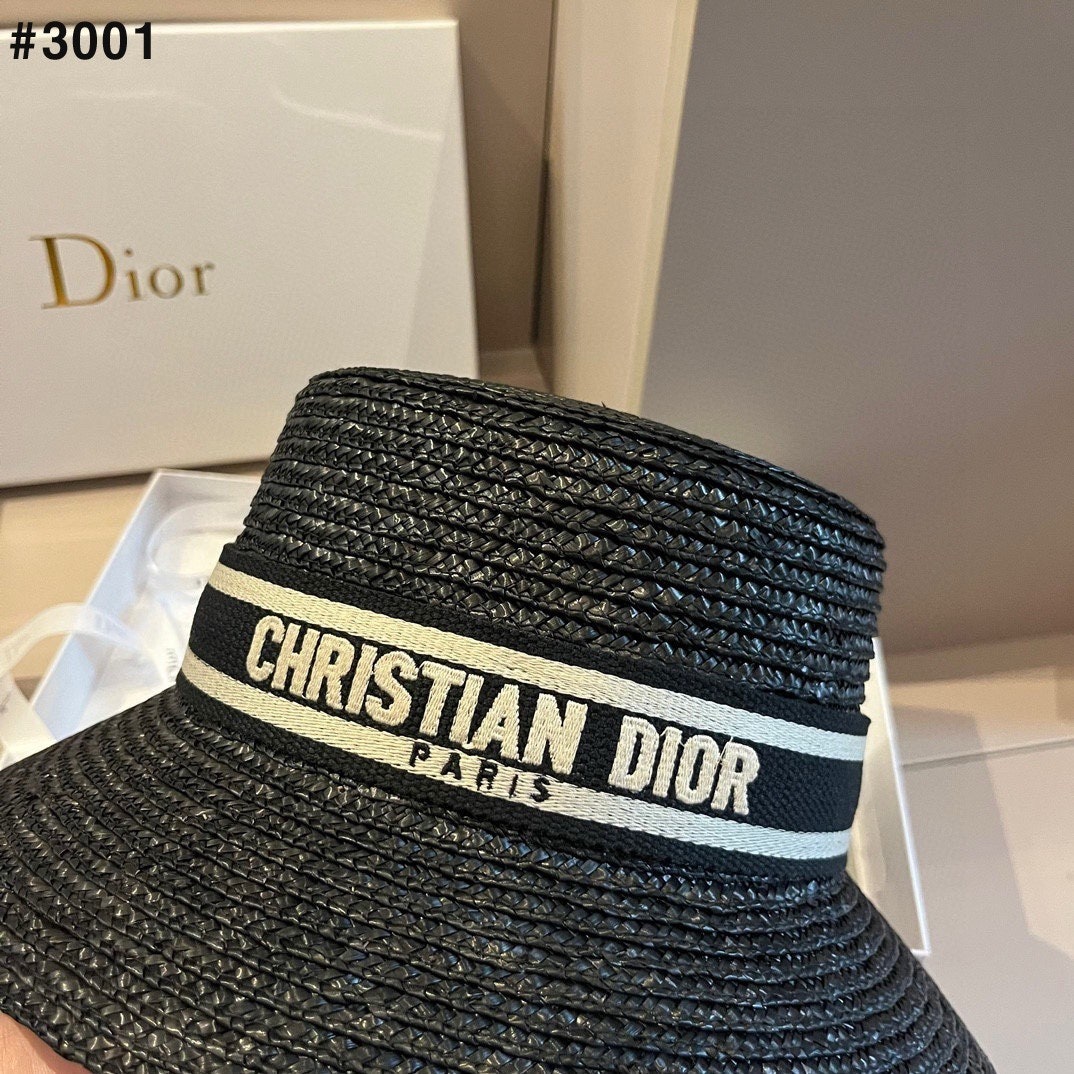 #3001
Dior
CHRISTIAN DIOR
PARIS